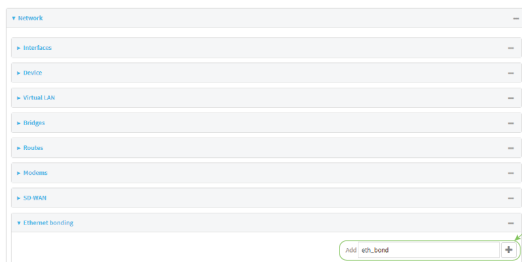 Network
Interfaces
Device
Virtual LAN
Bridges
Routes
Modems
SD-WAN
Ethernet bonding
Add eth_bond